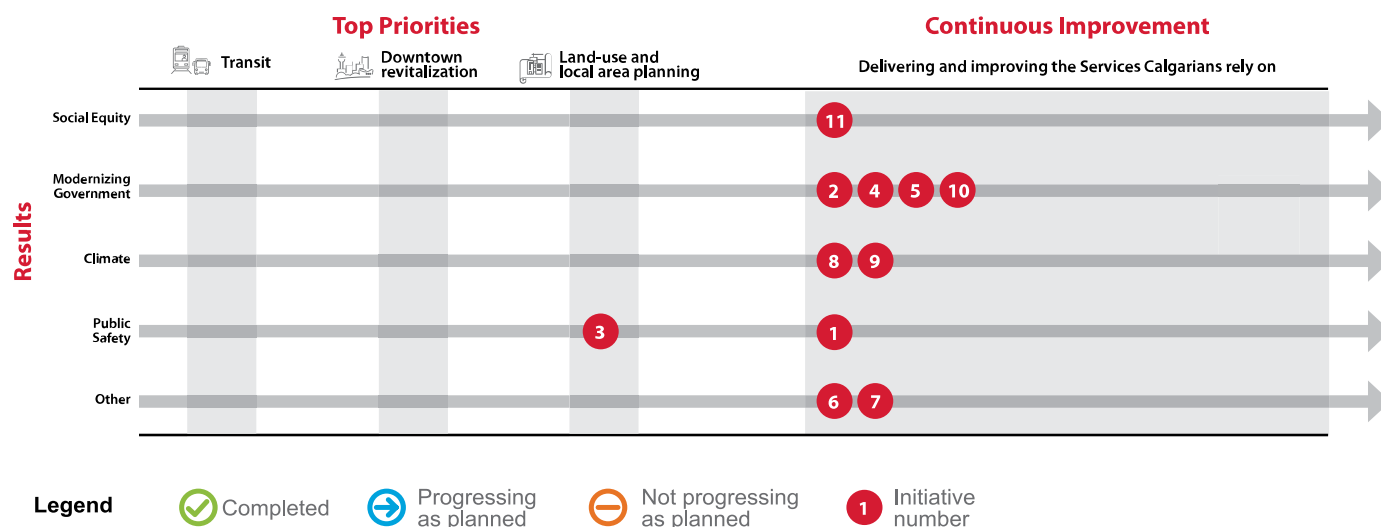 Top Priorities
Continuous Improvement
Transit
Downtown
revitalization
Land-use and
local area planning
Delivering and improving the Services Calgarians rely on
Results
Social Equity
11
Modernizing
Government
2 4 5 10
Climate
8 9
Public
Safety
3 1
Other
6 7
Legend
Completed
Progressing
as planned
Not progressing
as planned
1
Initiative
number